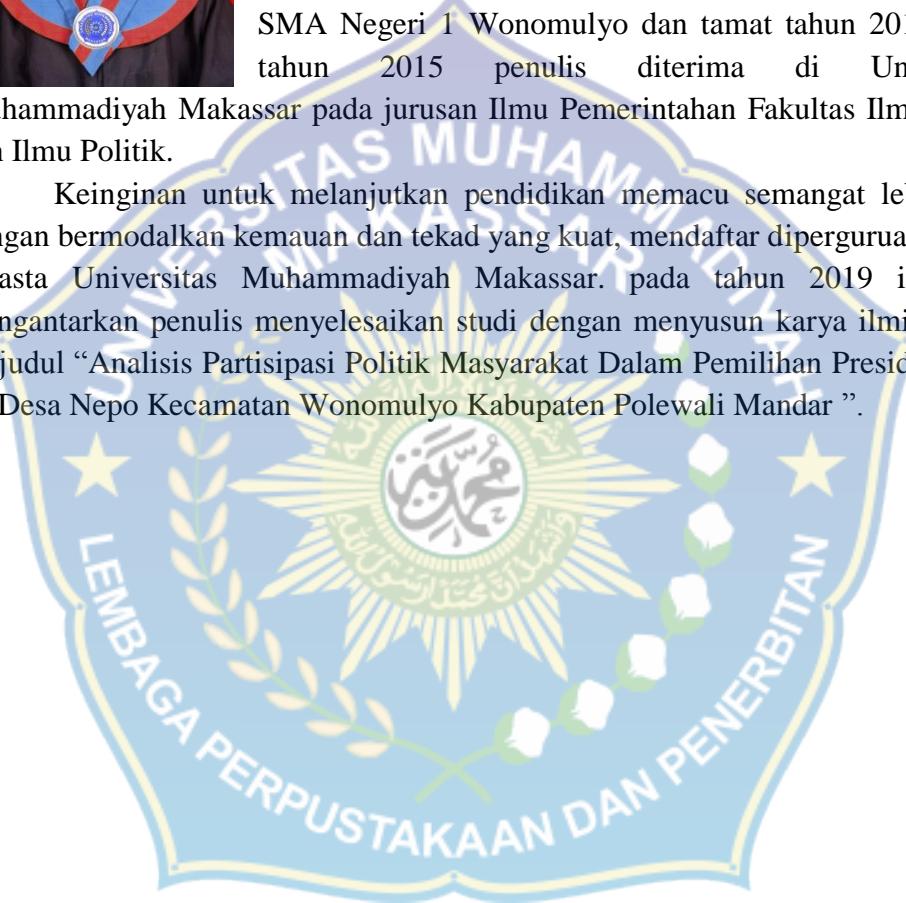 SMA Negeri 1 Wonomulyo dan tamat tahun 201
tahun 2015 penulis diterima di Un
uhammadiyah Makassar pada jurusan Ilmu Pemerintahan Fakultas Ilm
n Ilmu Politik.
Keinginan untuk melanjutkan pendidikan memacu semangat le
ngan bermodalkan kemauan dan tekad yang kuat, mendaftar dipergurua
asta Universitas Muhammadiyah Makassar. pada tahun 2019 i
ngantarkan penulis menyelesaikan studi dengan menyusun karya ilmi
judul “Analisis Partisipasi Politik Masyarakat Dalam Pemilihan Presid
Desa Nepo Kecamatan Wonomulyo Kabupaten Polewali Mandar ”.
UNIVERSITAS MUHAMMADIYAH
MAKASSAR
محمدية
LEMBAGA PERPUSTAKAAN DAN PENERBITAN